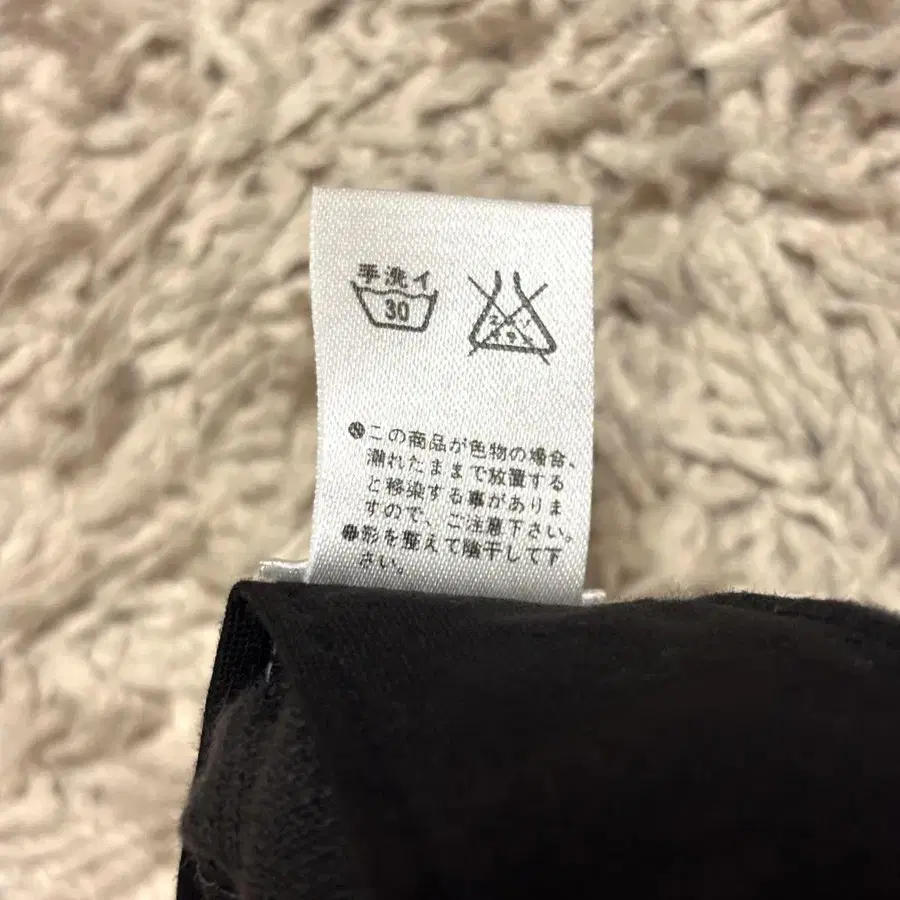 手洗イ
30
●この商品が色物の場合、
濡れたままで放置する
と移染する事がありま
すので、ご注意下さい。
●形を整えて陰干して下
さい。